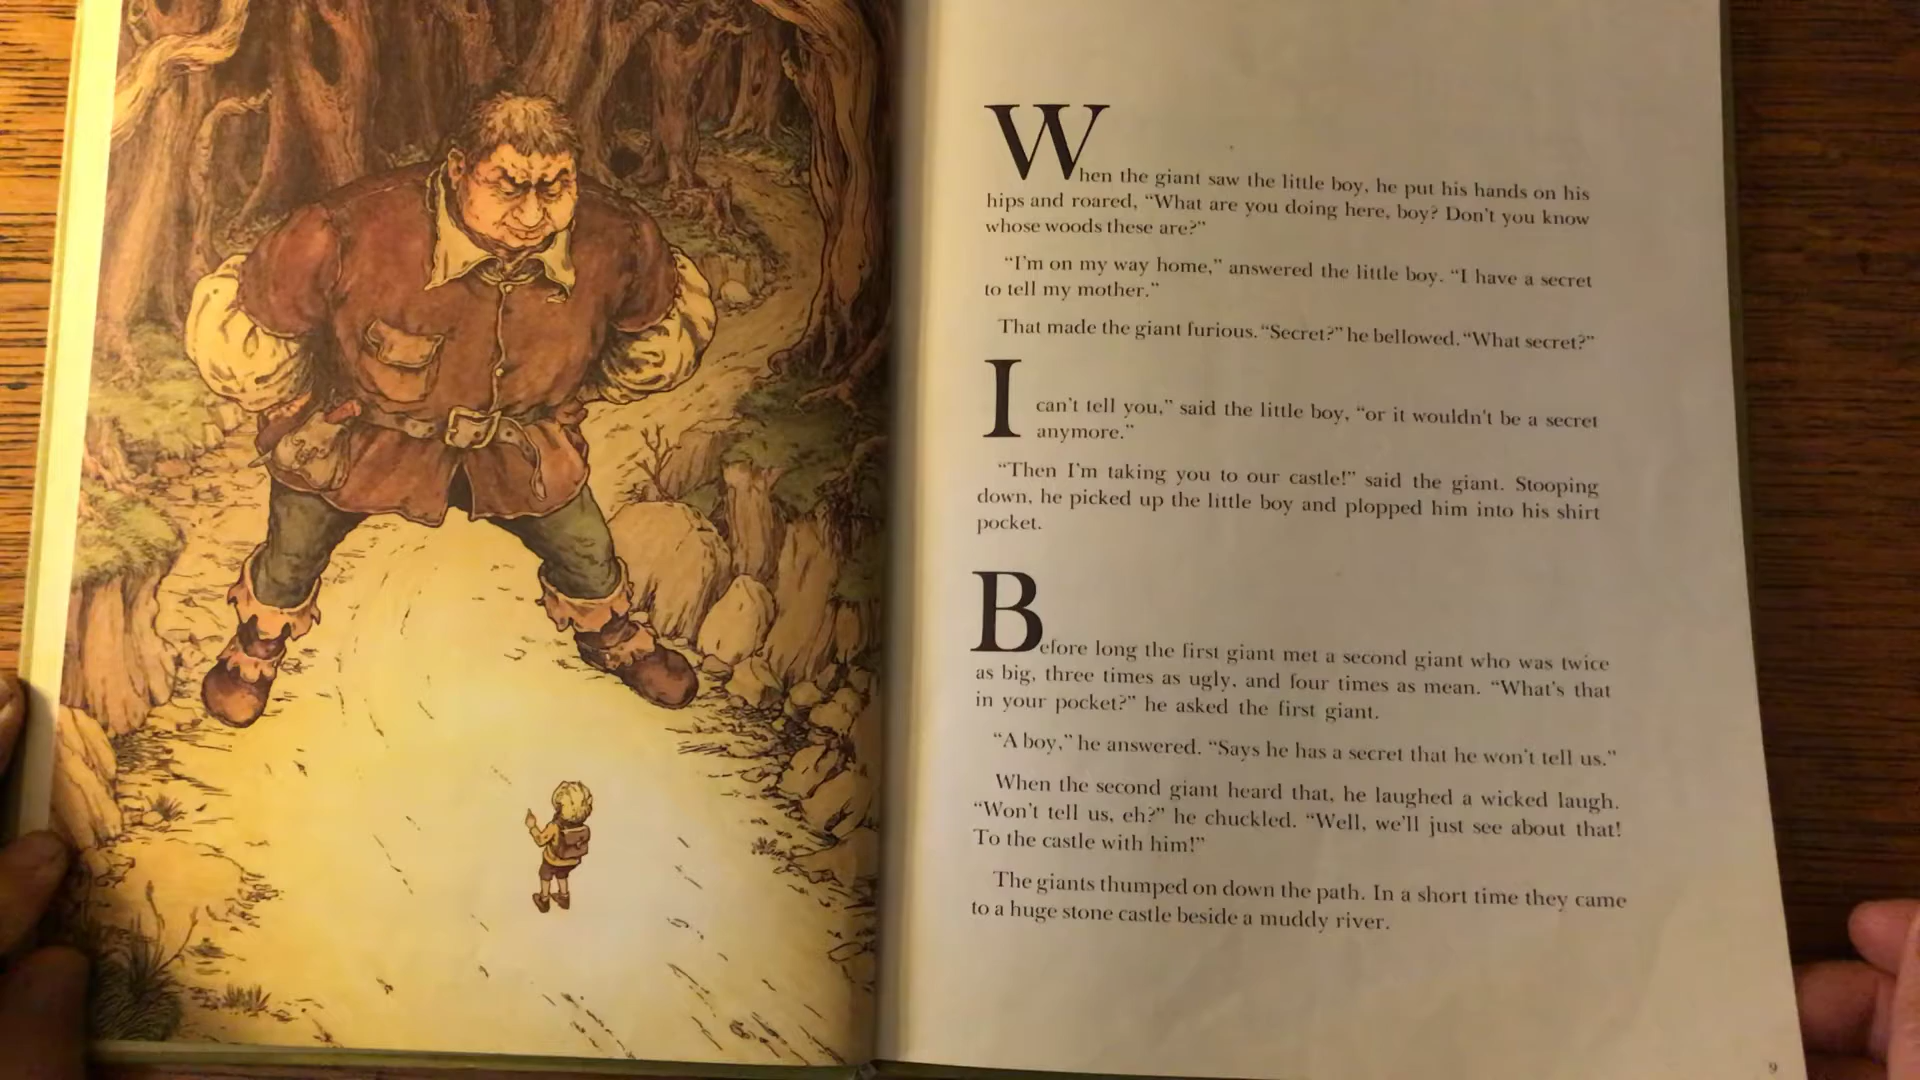 When the giant saw the little boy, he put his hands on his
hips and roared, “What are you doing here, boy? Don't you know
whose woods these are?”
“I'm on my way home,” answered the little boy. “I have a secret
to tell my mother.”
That made the giant furious. “Secret?” he bellowed. “What secret?”
I can't tell you,” said the little boy, “or it wouldn't be a secret
anymore.”
“Then I'm taking you to our castle!” said the giant. Stooping
down, he picked up the little boy and plopped him into his shirt
pocket.
Before long the first giant met a second giant who was twice
as big, three times as ugly, and four times as mean. “What's that
in your pocket?” he asked the first giant.
“A boy,” he answered. “Says he has a secret that he won't tell us.”
When the second giant heard that, he laughed a wicked laugh.
“Won't tell us, eh?” he chuckled. “Well, we'll just see about that!
To the castle with him!”
The giants thumped on down the path. In a short time they came
to a huge stone castle beside a muddy river.
9